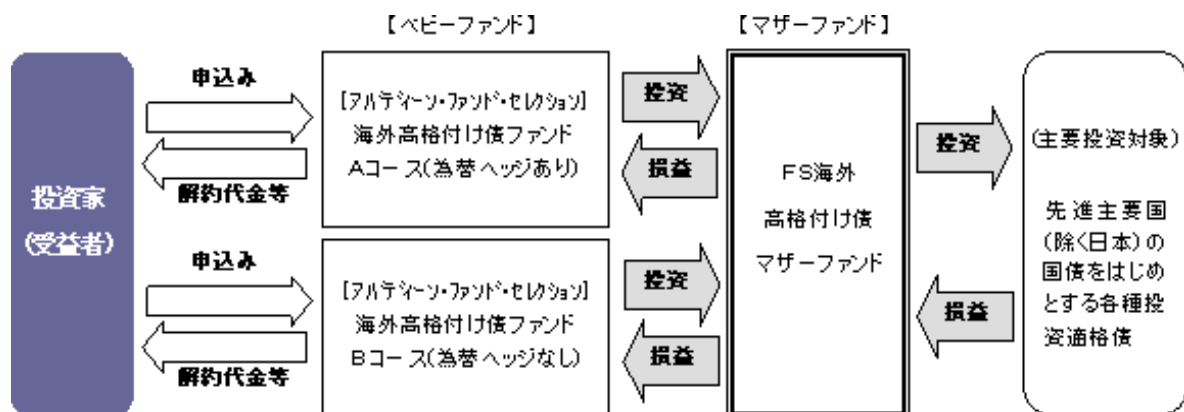 【ベビーファンド】
【マザーファンド】
投資家
(受益者)
申込み
解約代金等
[アルティーン・ファンド・セレクション]
海外高格付け債ファンド
Aコース(為替ヘッジあり)
投資
損益
申込み
解約代金等
[アルティーン・ファンド・セレクション]
海外高格付け債ファンド
Bコース(為替ヘッジなし)
投資
損益
FS海外
高格付け債
マザーファンド
投資
損益
(主要投資対象)
先進主要国
(除く日本)の
国債をはじめ
とする各種投
資適格債